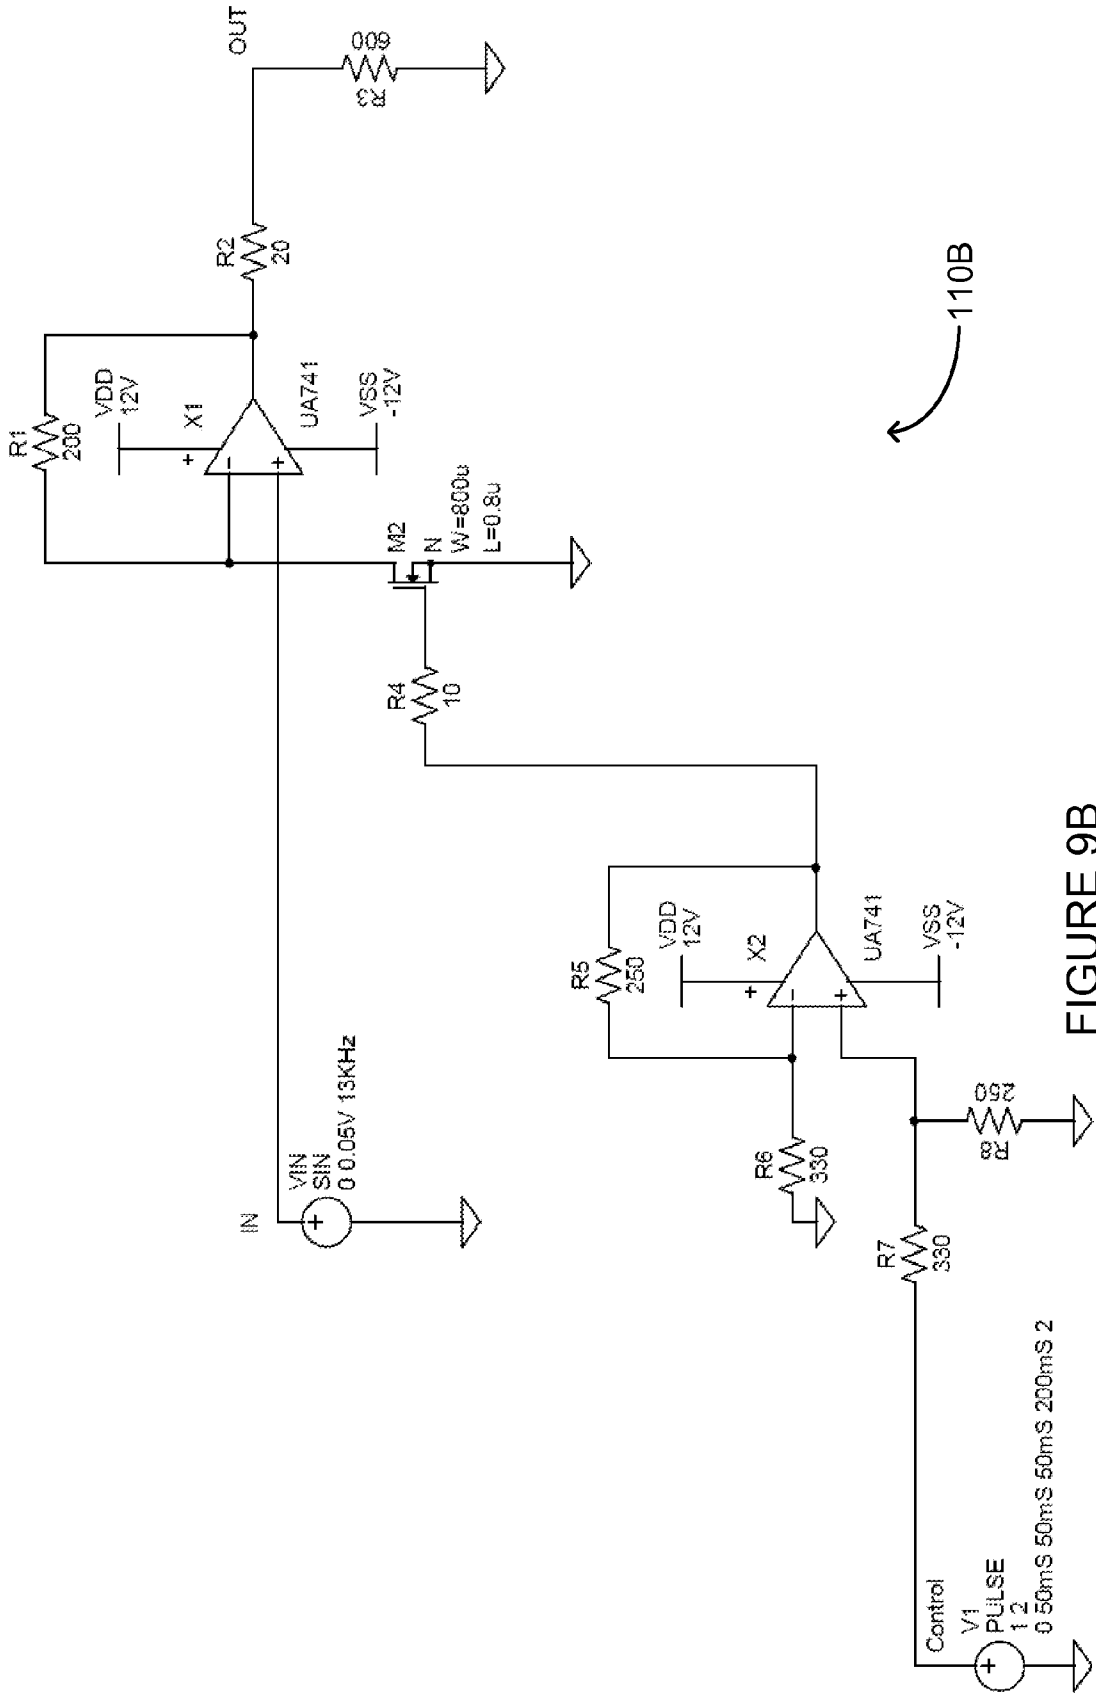 R1
200
VDD
12V
X1
+
-
+
UA741
VSS
-12V
R2
20
OUT
R3
600
M2
N
W=800u
L=0.8u
R4
10
IN
+
VIN
SIN
0 0.05V 13KHz
R5
250
VDD
12V
X2
+
-
+
UA741
VSS
-12V
R6
330
R7
330
R8
250
Control
V1
+
PULSE
1 2
0 50mS 50mS 50mS 200mS 2
110B
FIGURE 9B